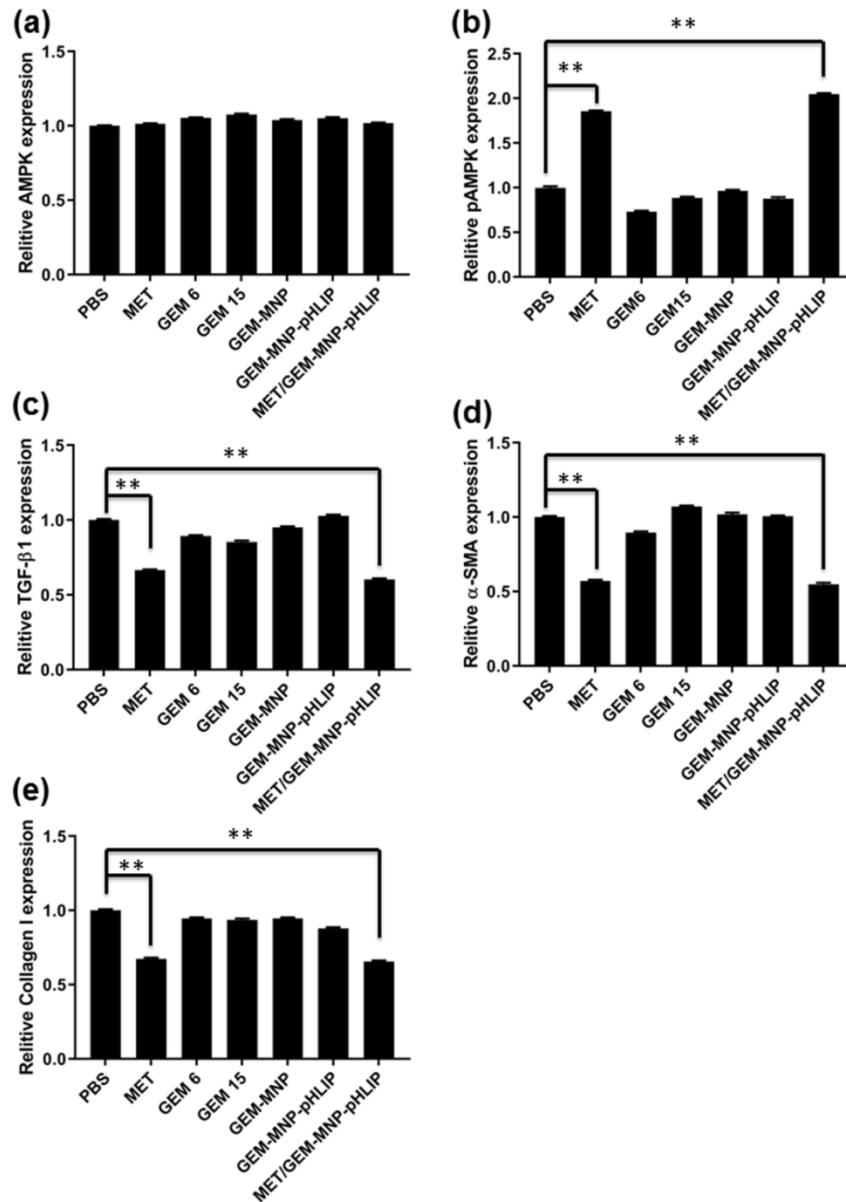 (a)
Relitive AMPK expression
1.5
1.0
0.5
0.0
PBS
MET
GEM 6
GEM 15
GEM-MNP
GEM-MNP-pHLIP
MET/GEM-MNP-pHLIP
(b)
Relitive pAMPK expression
2.5
2.0
1.5
1.0
0.5
0.0
**
**
PBS
MET
GEM6
GEM15
GEM-MNP
GEM-MNP-pHLIP
MET/GEM-MNP-pHLIP
(c)
Relitive TGF-β1 expression
1.5
1.0
0.5
0.0
**
**
PBS
MET
GEM 6
GEM 15
GEM-MNP
GEM-MNP-pHLIP
MET/GEM-MNP-pHLIP
(d)
Relitive α-SMA expression
1.5
1.0
0.5
0.0
**
**
PBS
MET
GEM 6
GEM 15
GEM-MNP
GEM-MNP-pHLIP
MET/GEM-MNP-pHLIP
(e)
Relitive Collagen I expression
1.5
1.0
0.5
0.0
**
**
PBS
MET
GEM 6
GEM 15
GEM-MNP
GEM-MNP-pHLIP
MET/GEM-MNP-pHLIP